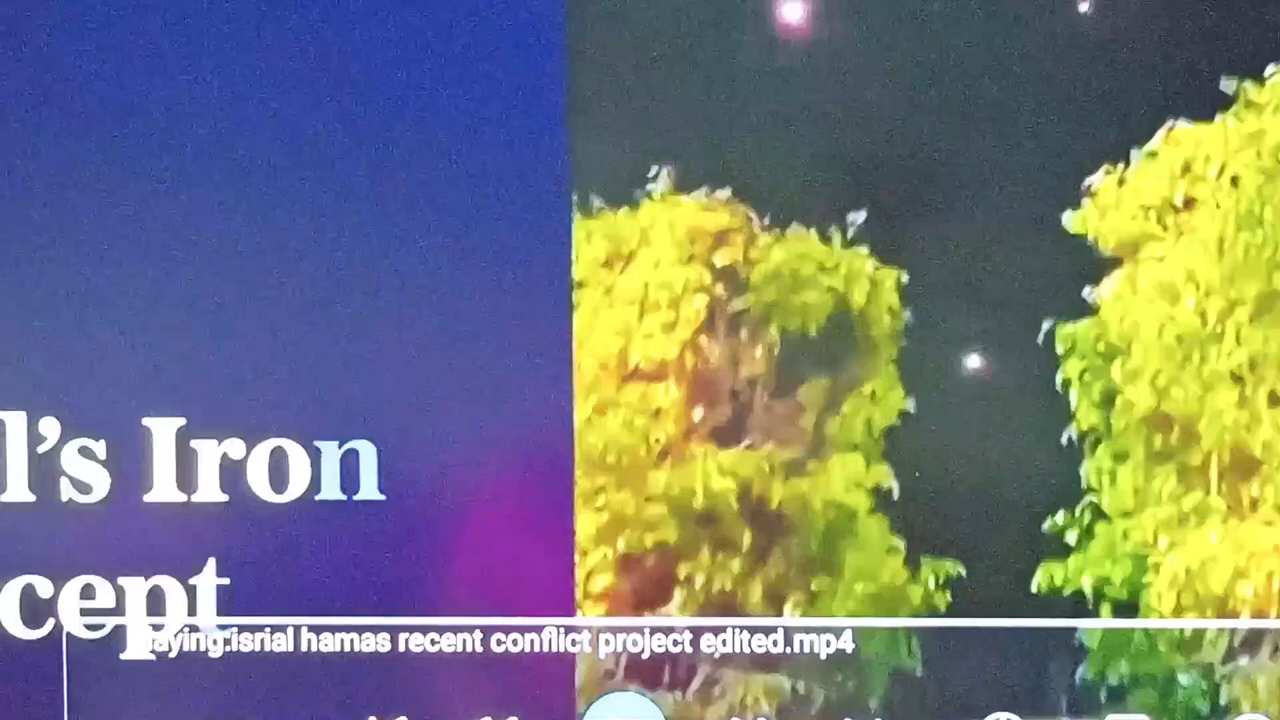 l's Iron
cept
aying:isrial hamas recent conflict project edited.mp4